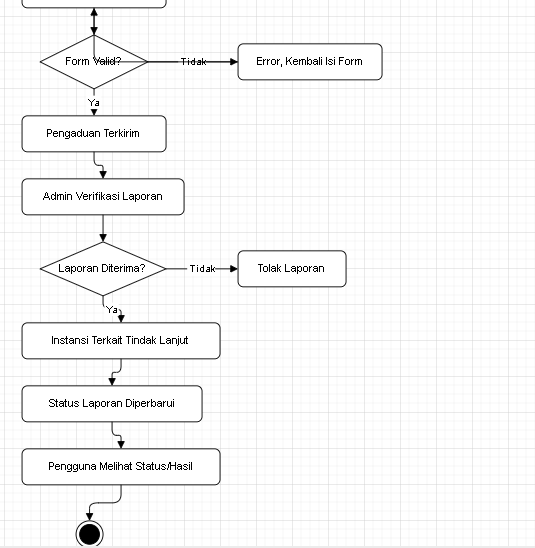 Form Valid?
Tidak
Error, Kembali Isi Form
Ya
Pengaduan Terkirim
Admin Verifikasi Laporan
Laporan Diterima?
Tidak
Tolak Laporan
Ya
Instansi Terkait Tindak Lanjut
Status Laporan Diperbarui
Pengguna Melihat Status/Hasil